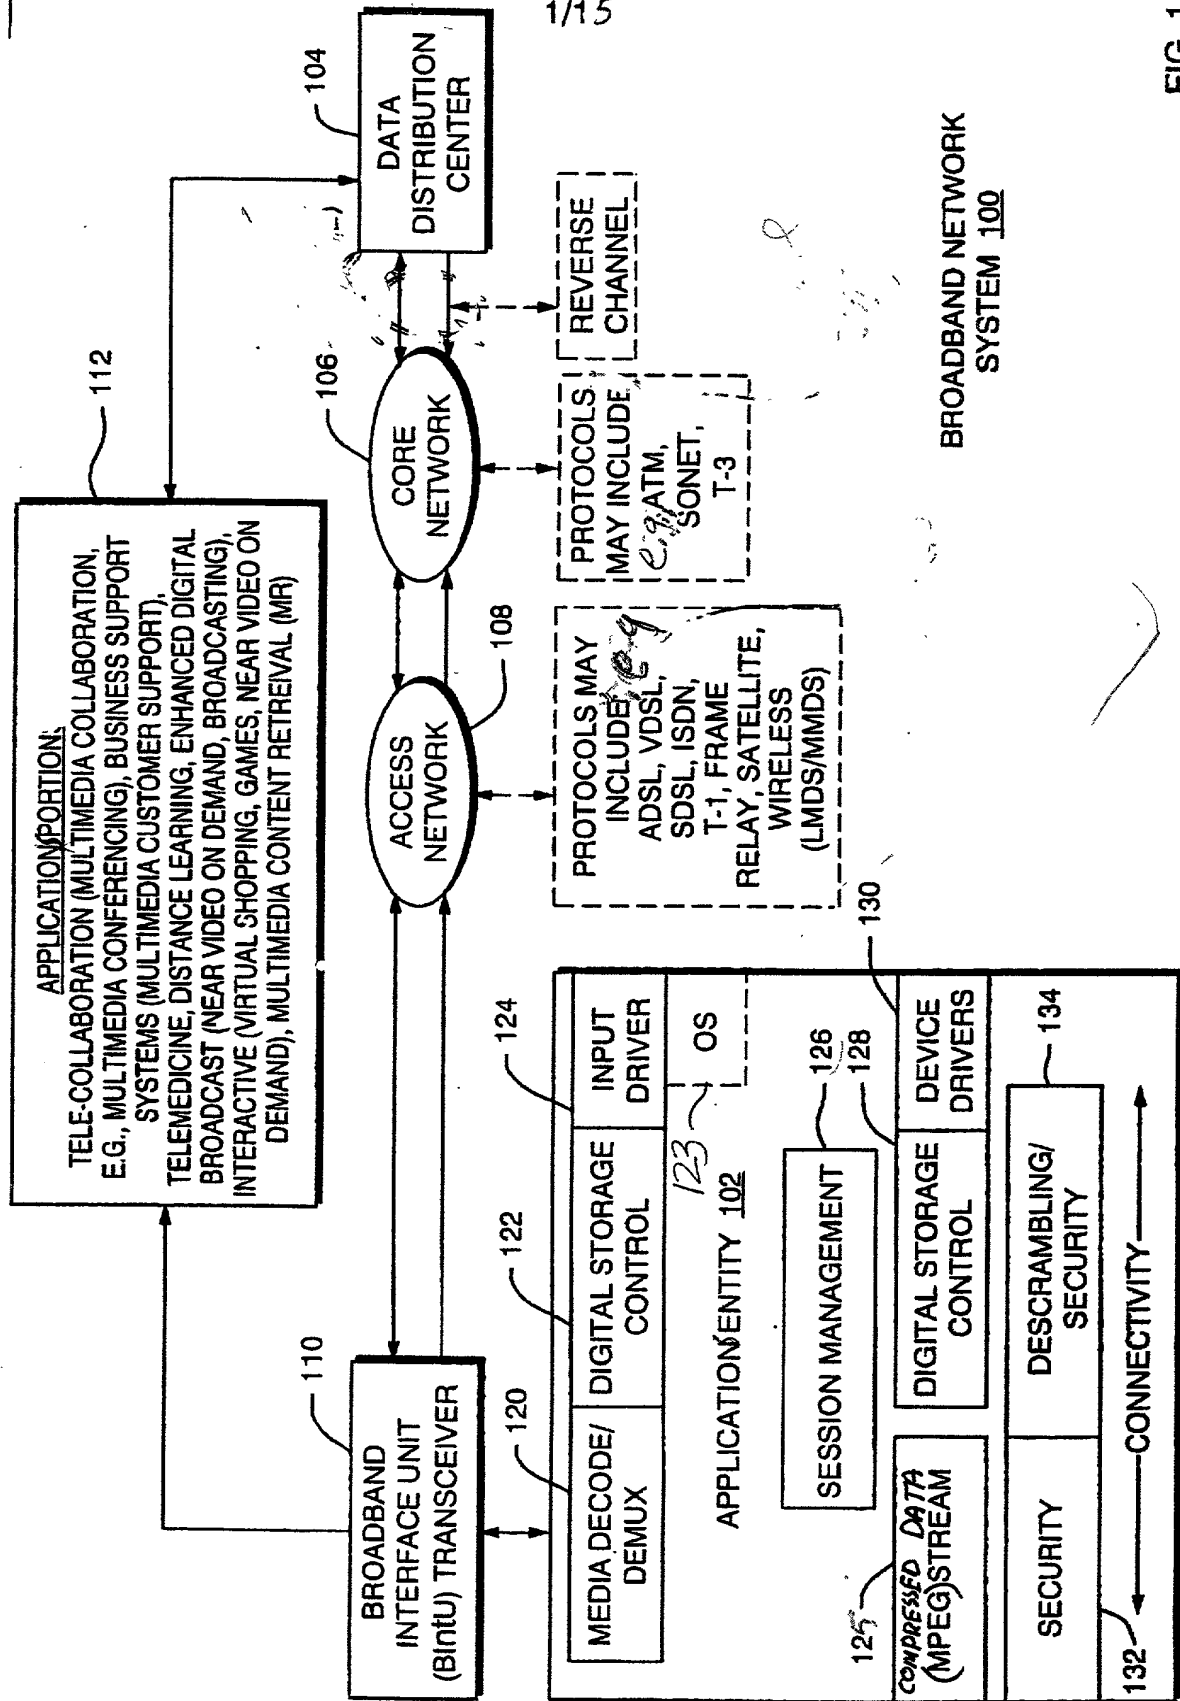 1/15
112
APPLICATION PORTION:
TELE-COLLABORATION (MULTIMEDIA COLLABORATION,
E.G., MULTIMEDIA CONFERENCING), BUSINESS SUPPORT
SYSTEMS (MULTIMEDIA CUSTOMER SUPPORT),
TELEMEDICINE, DISTANCE LEARNING, ENHANCED DIGITAL
BROADCAST (NEAR VIDEO ON DEMAND, BROADCASTING),
INTERACTIVE (VIRTUAL SHOPPING, GAMES, NEAR VIDEO ON
DEMAND), MULTIMEDIA CONTENT RETREIVAL (MR)
110
BROADBAND
INTERFACE UNIT
(BIntU) TRANSCEIVER
108
ACCESS
NETWORK
106
CORE
NETWORK
104
DATA
DISTRIBUTION
CENTER
PROTOCOLS MAY
INCLUDE e.g
ADSL, VDSL,
SDSL, ISDN,
T-1, FRAME
RELAY, SATELLITE,
WIRELESS
(LMDS/MMDS)
PROTOCOLS
MAY INCLUDE
e.g., ATM,
SONET,
T-3
REVERSE
CHANNEL
120
MEDIA DECODE/
DEMUX
122
DIGITAL STORAGE
CONTROL
124
INPUT
DRIVER
123
OS
APPLICATION ENTITY 102
126
SESSION MANAGEMENT
125
COMPRESSED DATA
(MPEG) STREAM
128
DIGITAL STORAGE
CONTROL
130
DEVICE
DRIVERS
132
SECURITY
134
DESCRAMBLING/
SECURITY
CONNECTIVITY
BROADBAND NETWORK
SYSTEM 100
FIG. 1